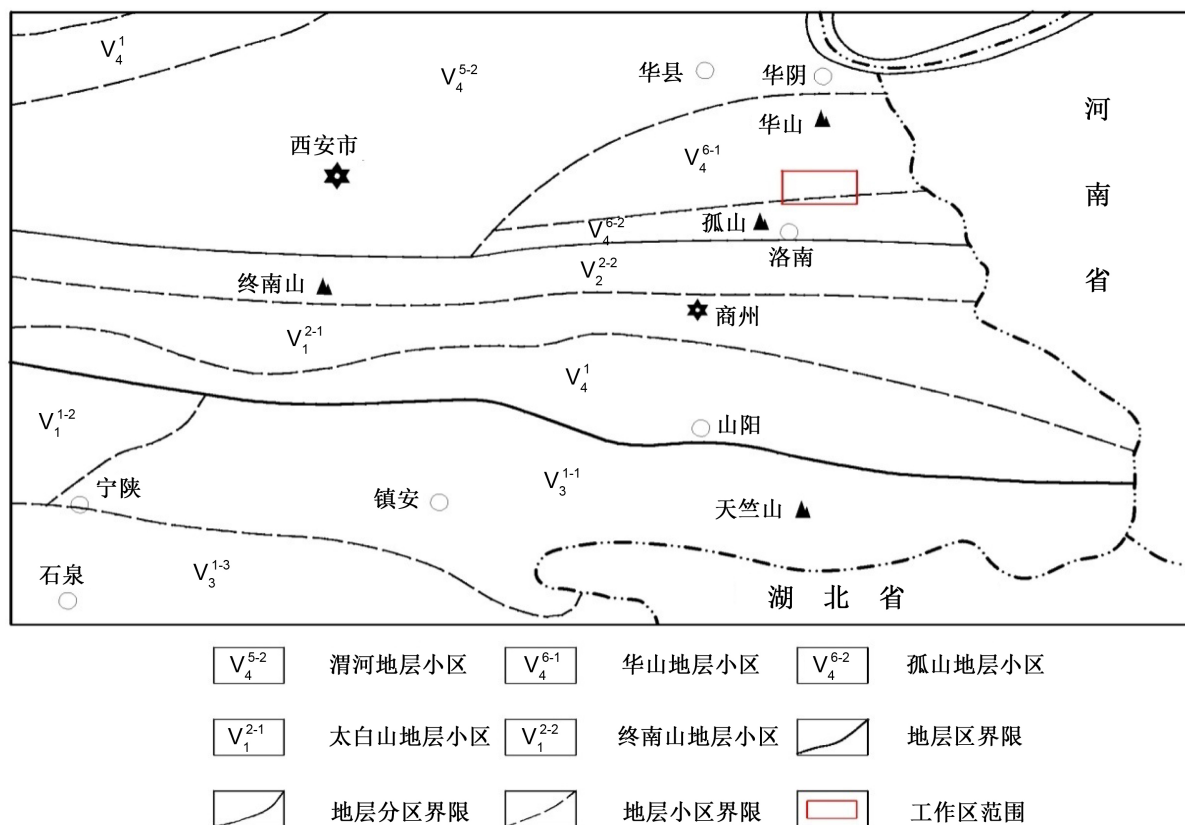 V₄¹
V₄⁵⁻²
华县
华阴
河
南
省
华山
西安市
V₄⁶⁻¹
V₄⁶⁻²
孤山
洛南
终南山
V₂²⁻²
商州
V₁²⁻¹
V₄¹
V₁¹⁻²
山阳
宁陕
镇安
V₃¹⁻¹
天竺山
石泉
V₃¹⁻³
湖北省
V₄⁵⁻² 渭河地层小区 V₄⁶⁻¹ 华山地层小区 V₄⁶⁻² 孤山地层小区
V₁²⁻¹ 太白山地层小区 V₁²⁻² 终南山地层小区 地层区界限
地层分区界限 地层小区界限 工作区范围